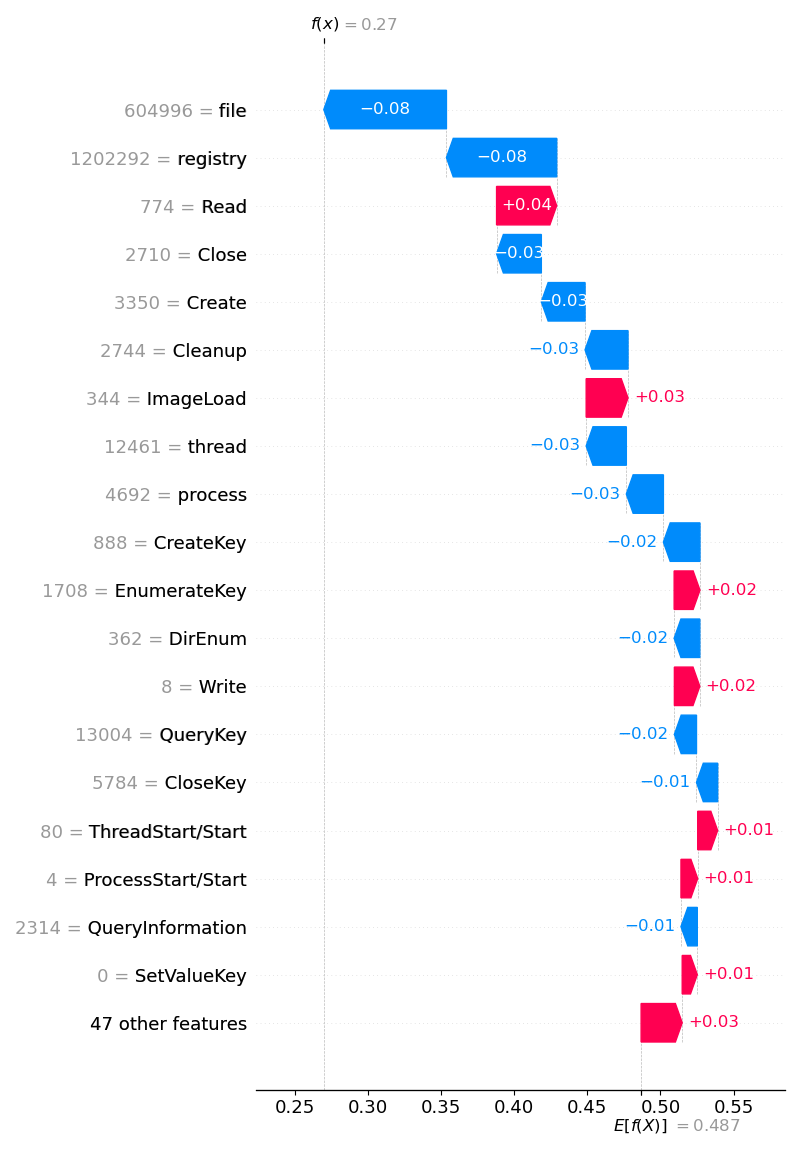 f(x) = 0.27
604996 = file
−0.08
1202292 = registry
−0.08
774 = Read
+0.04
2710 = Close
−0.03
3350 = Create
−0.03
2744 = Cleanup
−0.03
344 = ImageLoad
+0.03
12461 = thread
−0.03
4692 = process
−0.03
888 = CreateKey
−0.02
1708 = EnumerateKey
+0.02
362 = DirEnum
−0.02
8 = Write
+0.02
13004 = QueryKey
−0.02
5784 = CloseKey
−0.01
80 = ThreadStart/Start
+0.01
4 = ProcessStart/Start
+0.01
2314 = QueryInformation
−0.01
0 = SetValueKey
+0.01
47 other features
+0.03
0.25 0.30 0.35 0.40 0.45 0.50 0.55
E[f(X)] = 0.487